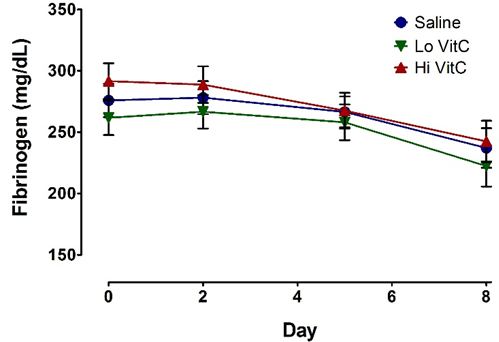 350
300
250
200
150
Fibrinogen (mg/dL)
Saline
Lo VitC
Hi VitC
0 2 4 6 8
Day